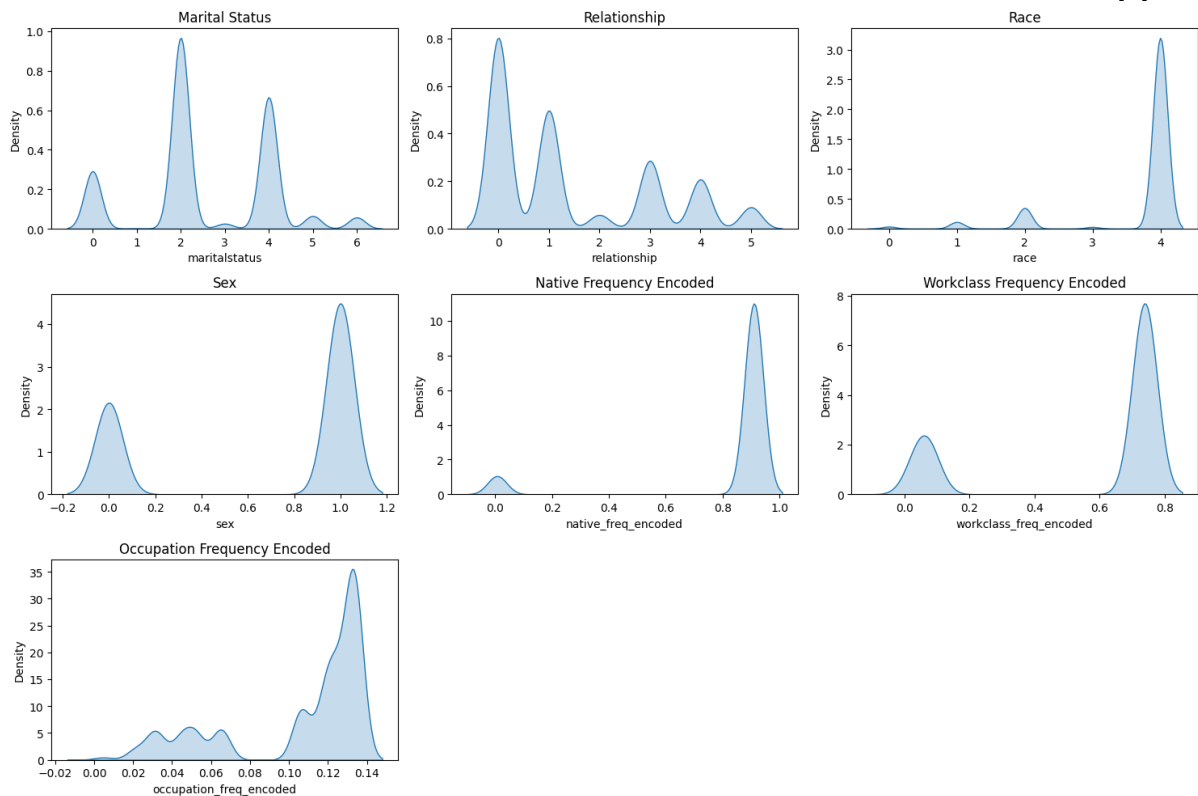 Marital Status
1.0
0.8
0.6
0.4
0.2
0.0
Density
0 1 2 3 4 5 6
maritalstatus
Relationship
0.8
0.6
0.4
0.2
0.0
Density
0 1 2 3 4 5
relationship
Race
3.0
2.5
2.0
1.5
1.0
0.5
0.0
Density
0 1 2 3 4
race
Sex
4
3
2
1
0
Density
−0.2 0.0 0.2 0.4 0.6 0.8 1.0 1.2
sex
Native Frequency Encoded
10
8
6
4
2
0
Density
0.0 0.2 0.4 0.6 0.8 1.0
native_freq_encoded
Workclass Frequency Encoded
8
6
4
2
0
Density
0.0 0.2 0.4 0.6 0.8
workclass_freq_encoded
Occupation Frequency Encoded
35
30
25
20
15
10
5
0
Density
−0.02 0.00 0.02 0.04 0.06 0.08 0.10 0.12 0.14
occupation_freq_encoded